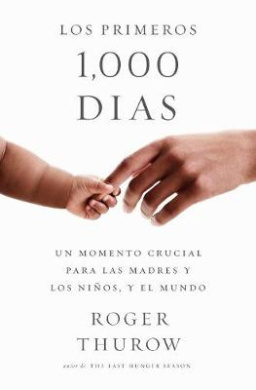 LOS PRIMEROS
1,000
DIAS
UN MOMENTO CRUCIAL
PARA LAS MADRES Y
LOS NIÑOS, Y EL MUNDO
ROGER
THUROW
autor de THE LAST HUNGER SEASON